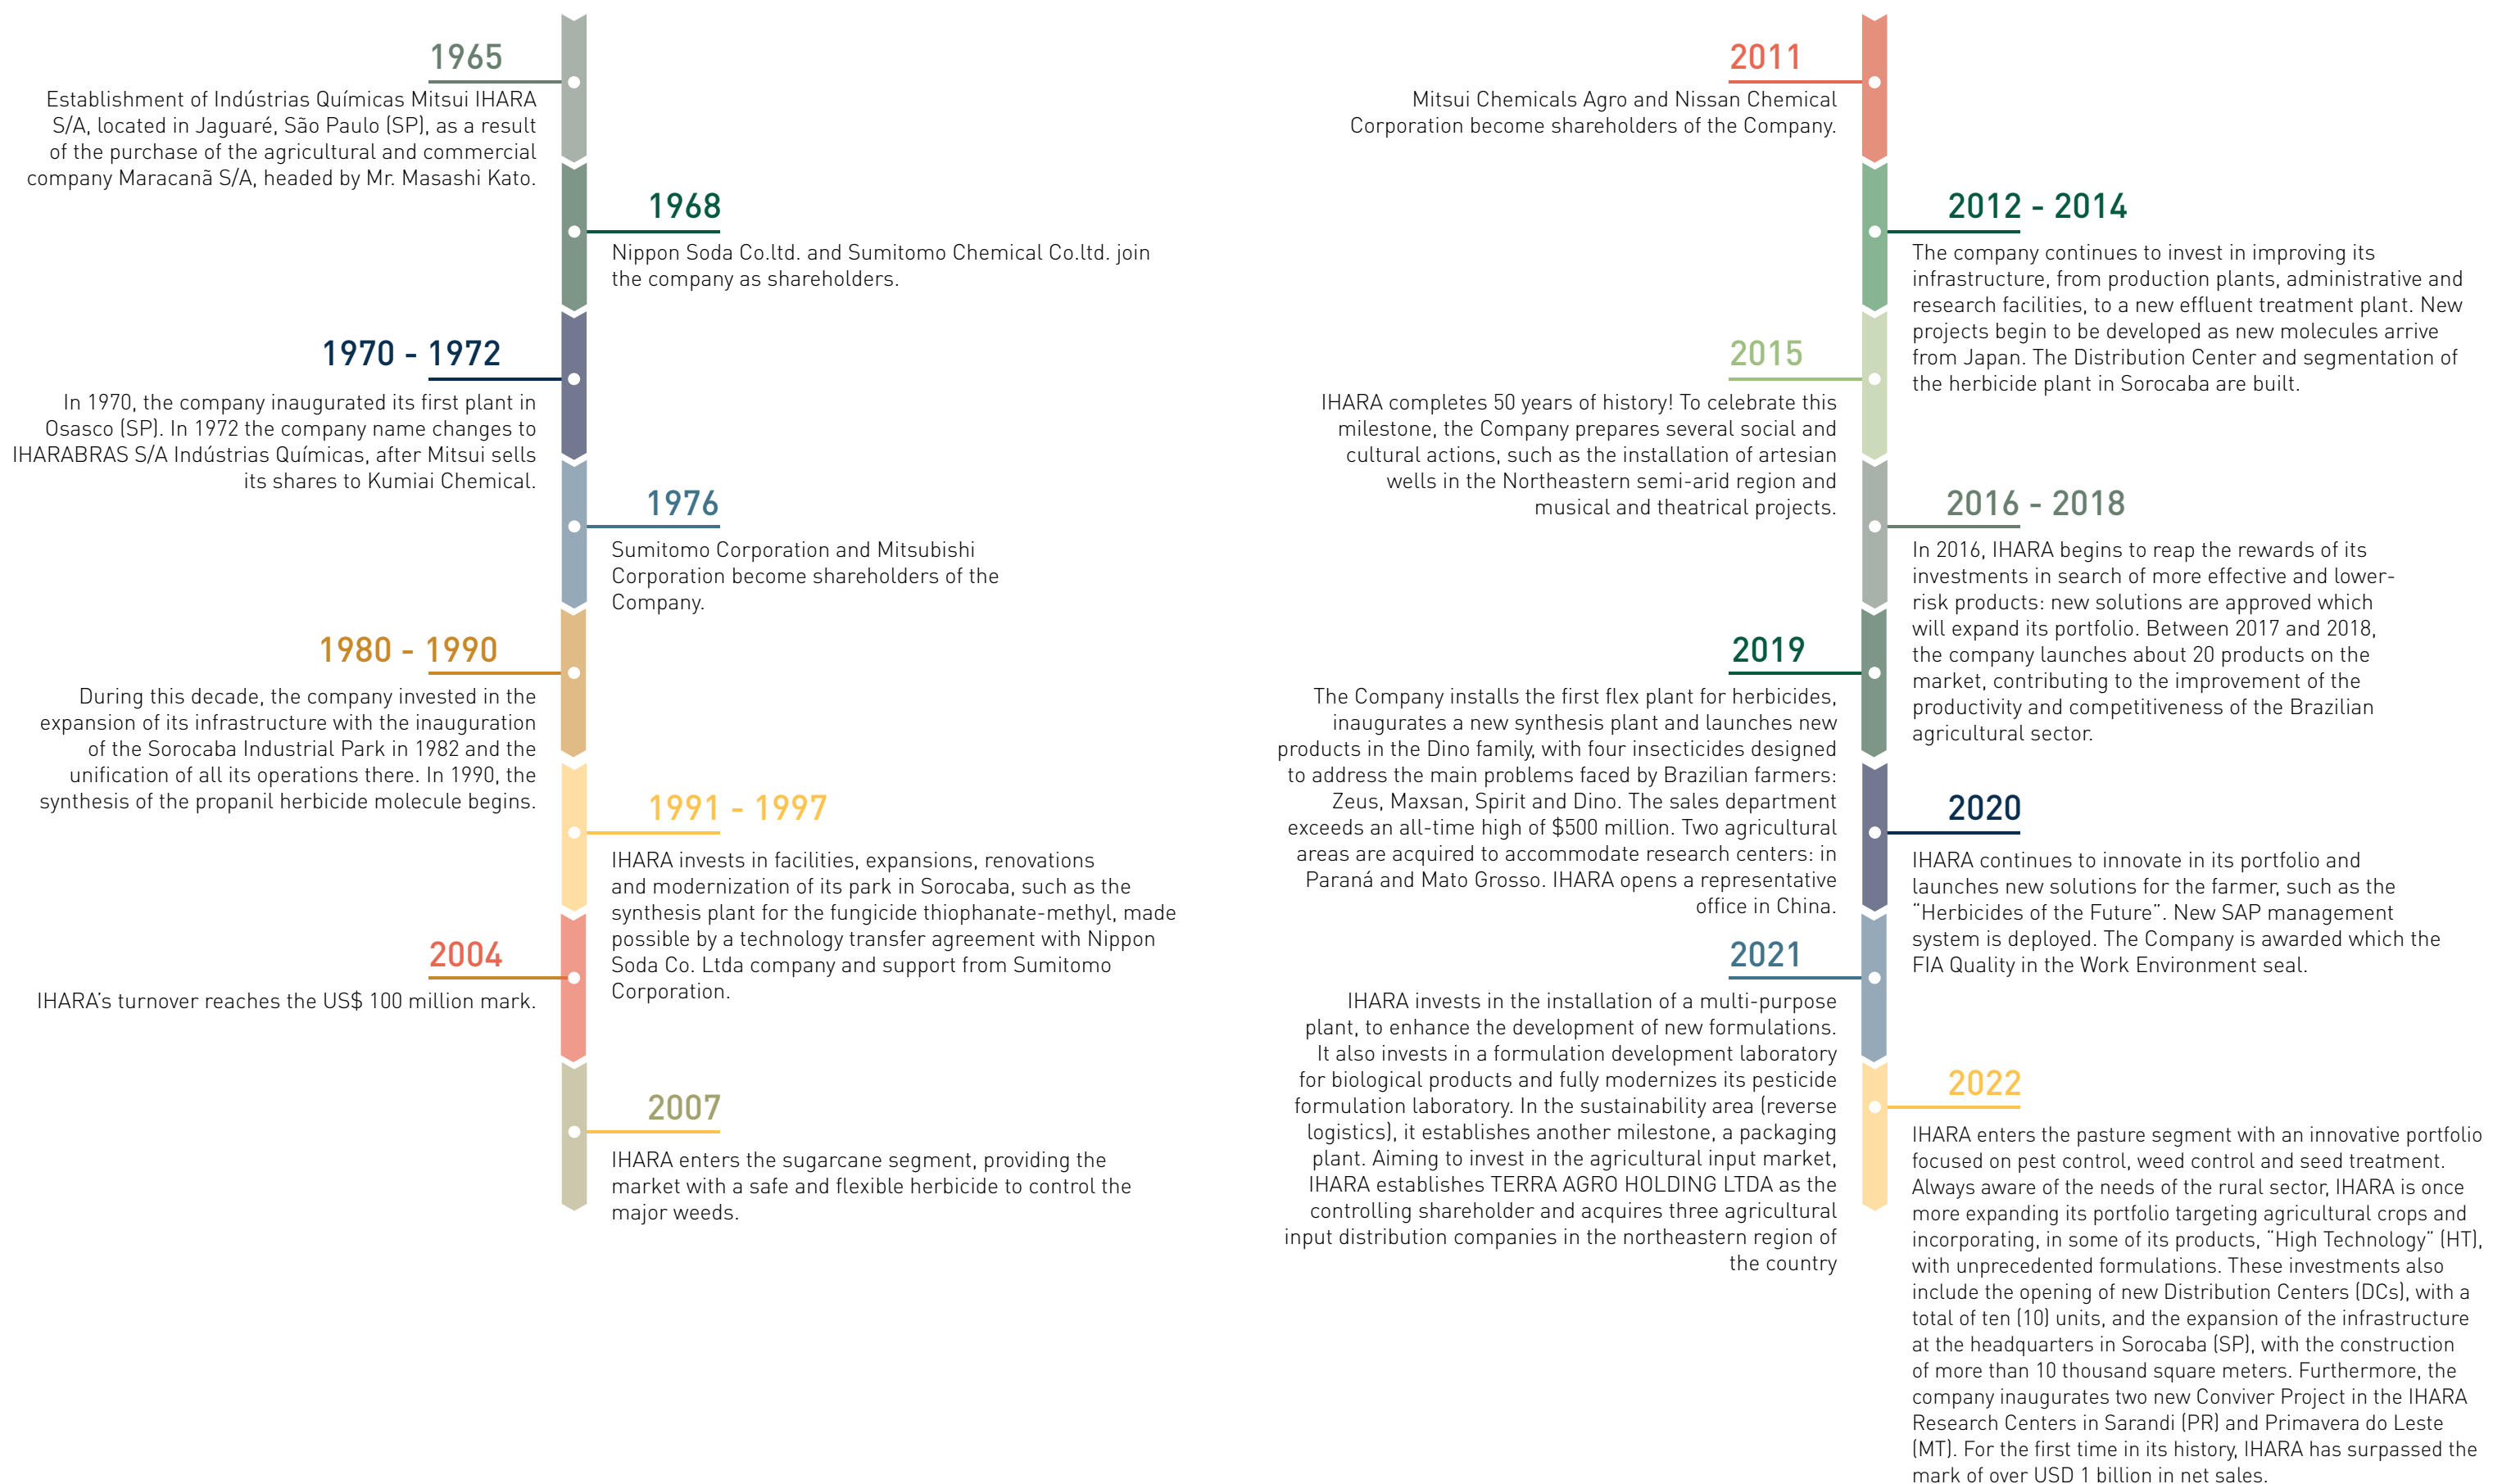 1965
Establishment of Indústrias Químicas Mitsui IHARA
S/A, located in Jaguaré, São Paulo (SP), as a result
of the purchase of the agricultural and commercial
company Maracanã S/A, headed by Mr. Masashi Kato.
1968
Nippon Soda Co.ltd. and Sumitomo Chemical Co.ltd. join
the company as shareholders.
1970 - 1972
In 1970, the company inaugurated its first plant in
Osasco (SP). In 1972 the company name changes to
IHARABRAS S/A Indústrias Químicas, after Mitsui sells
its shares to Kumiai Chemical.
1976
Sumitomo Corporation and Mitsubishi
Corporation become shareholders of the
Company.
1980 - 1990
During this decade, the company invested in the
expansion of its infrastructure with the inauguration
of the Sorocaba Industrial Park in 1982 and the
unification of all its operations there. In 1990, the
synthesis of the propanil herbicide molecule begins.
1991 - 1997
IHARA invests in facilities, expansions, renovations
and modernization of its park in Sorocaba, such as the
synthesis plant for the fungicide thiophanate-methyl, made
possible by a technology transfer agreement with Nippon
Soda Co. Ltda company and support from Sumitomo
Corporation.
2004
IHARA's turnover reaches the US$ 100 million mark.
2007
IHARA enters the sugarcane segment, providing the
market with a safe and flexible herbicide to control the
major weeds.
2011
Mitsui Chemicals Agro and Nissan Chemical
Corporation become shareholders of the Company.
2012 - 2014
The company continues to invest in improving its
infrastructure, from production plants, administrative and
research facilities, to a new effluent treatment plant. New
projects begin to be developed as new molecules arrive
from Japan. The Distribution Center and segmentation of
the herbicide plant in Sorocaba are built.
2015
IHARA completes 50 years of history! To celebrate this
milestone, the Company prepares several social and
cultural actions, such as the installation of artesian
wells in the Northeastern semi-arid region and
musical and theatrical projects.
2016 - 2018
In 2016, IHARA begins to reap the rewards of its
investments in search of more effective and lower-
risk products: new solutions are approved which
will expand its portfolio. Between 2017 and 2018,
the company launches about 20 products on the
market, contributing to the improvement of the
productivity and competitiveness of the Brazilian
agricultural sector.
2019
The Company installs the first flex plant for herbicides,
inaugurates a new synthesis plant and launches new
products in the Dino family, with four insecticides designed
to address the main problems faced by Brazilian farmers:
Zeus, Maxsan, Spirit and Dino. The sales department
exceeds an all-time high of $500 million. Two agricultural
areas are acquired to accommodate research centers: in
Paraná and Mato Grosso. IHARA opens a representative
office in China.
2020
IHARA continues to innovate in its portfolio and
launches new solutions for the farmer, such as the
"Herbicides of the Future". New SAP management
system is deployed. The Company is awarded which the
FIA Quality in the Work Environment seal.
2021
IHARA invests in the installation of a multi-purpose
plant, to enhance the development of new formulations.
It also invests in a formulation development laboratory
for biological products and fully modernizes its pesticide
formulation laboratory. In the sustainability area (reverse
logistics), it establishes another milestone, a packaging
plant. Aiming to invest in the agricultural input market,
IHARA establishes TERRA AGRO HOLDING LTDA as the
controlling shareholder and acquires three agricultural
input distribution companies in the northeastern region of
the country
2022
IHARA enters the pasture segment with an innovative portfolio
focused on pest control, weed control and seed treatment.
Always aware of the needs of the rural sector, IHARA is once
more expanding its portfolio targeting agricultural crops and
incorporating, in some of its products, "High Technology" (HT),
with unprecedented formulations. These investments also
include the opening of new Distribution Centers (DCs), with a
total of ten (10) units, and the expansion of the infrastructure
at the headquarters in Sorocaba (SP), with the construction
of more than 10 thousand square meters. Furthermore, the
company inaugurates two new Conviver Project in the IHARA
Research Centers in Sarandi (PR) and Primavera do Leste
(MT). For the first time in its history, IHARA has surpassed the
mark of over USD 1 billion in net sales.